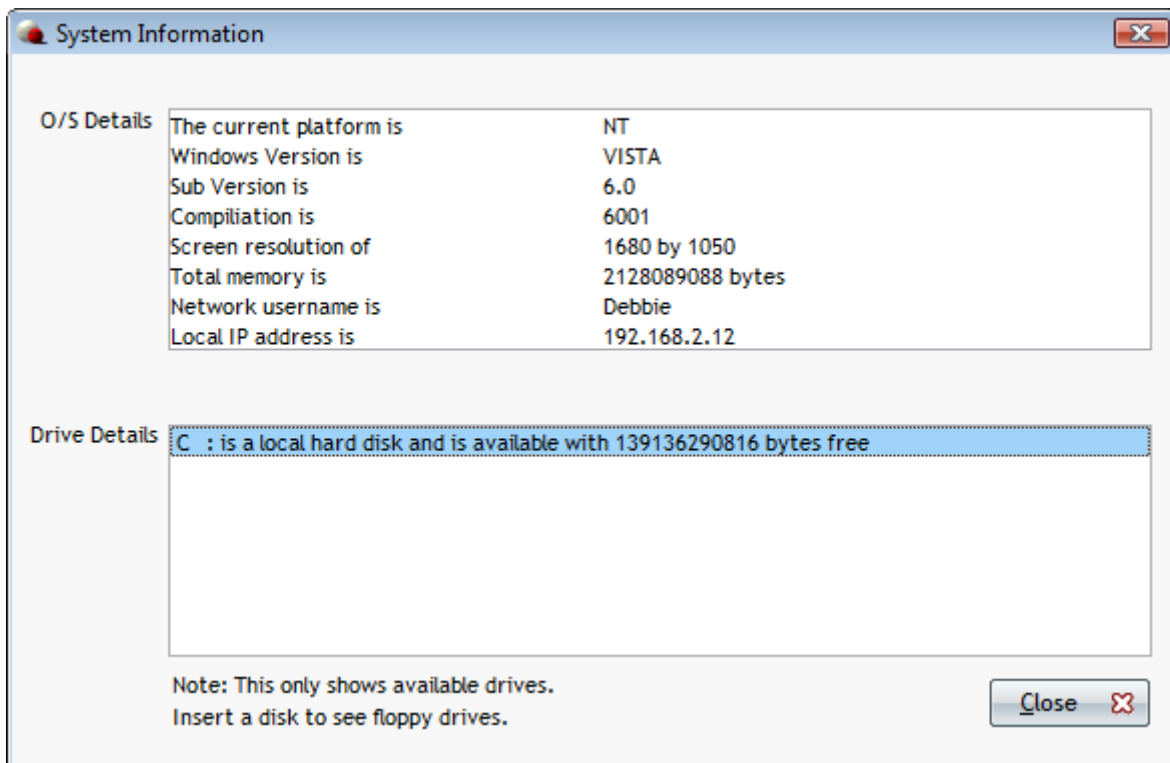 System Information
O/S Details
The current platform is NT
Windows Version is VISTA
Sub Version is 6.0
Compiliation is 6001
Screen resolution of 1680 by 1050
Total memory is 2128089088 bytes
Network username is Debbie
Local IP address is 192.168.2.12
Drive Details
C : is a local hard disk and is available with 139136290816 bytes free
Note: This only shows available drives.
Insert a disk to see floppy drives.
Close